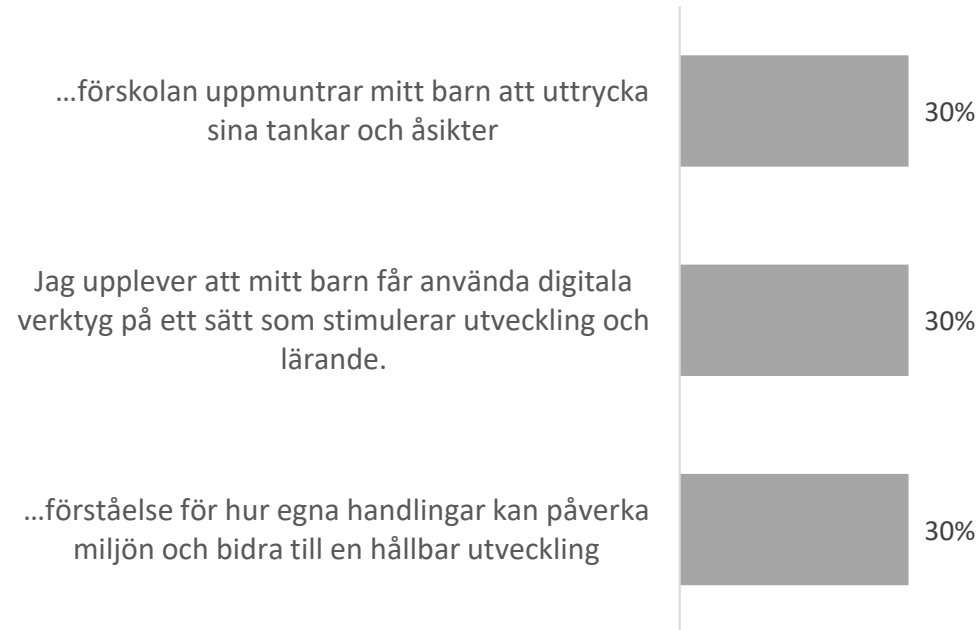 ...förskolan uppmuntrar mitt barn att uttrycka
sina tankar och åsikter
30%
Jag upplever att mitt barn får använda digitala
verktyg på ett sätt som stimulerar utveckling och
lärande.
30%
...förståelse för hur egna handlingar kan påverka
miljön och bidra till en hållbar utveckling
30%